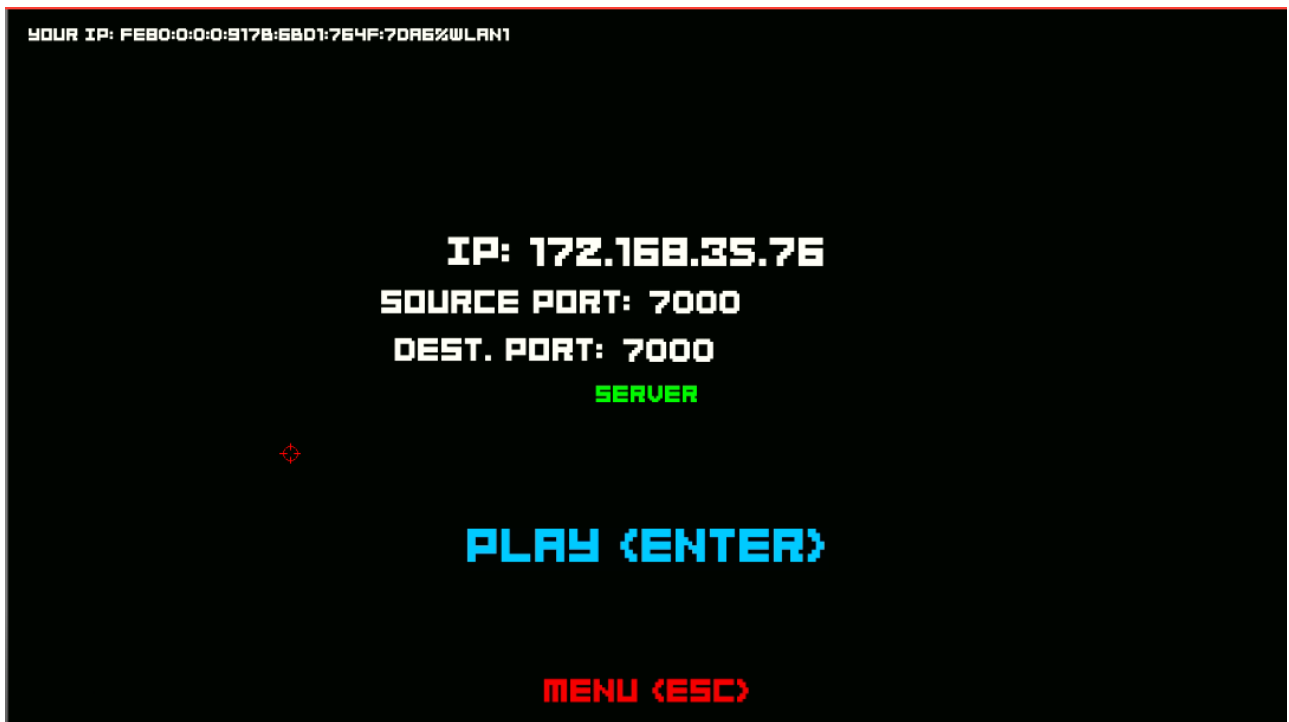 YOUR IP: FE80:0:0:0:917B:6BD1:764F:7DA6%WLAN1
IP: 172.168.35.76
SOURCE PORT: 7000
DEST. PORT: 7000
SERVER
PLAY (ENTER)
MENU (ESC)